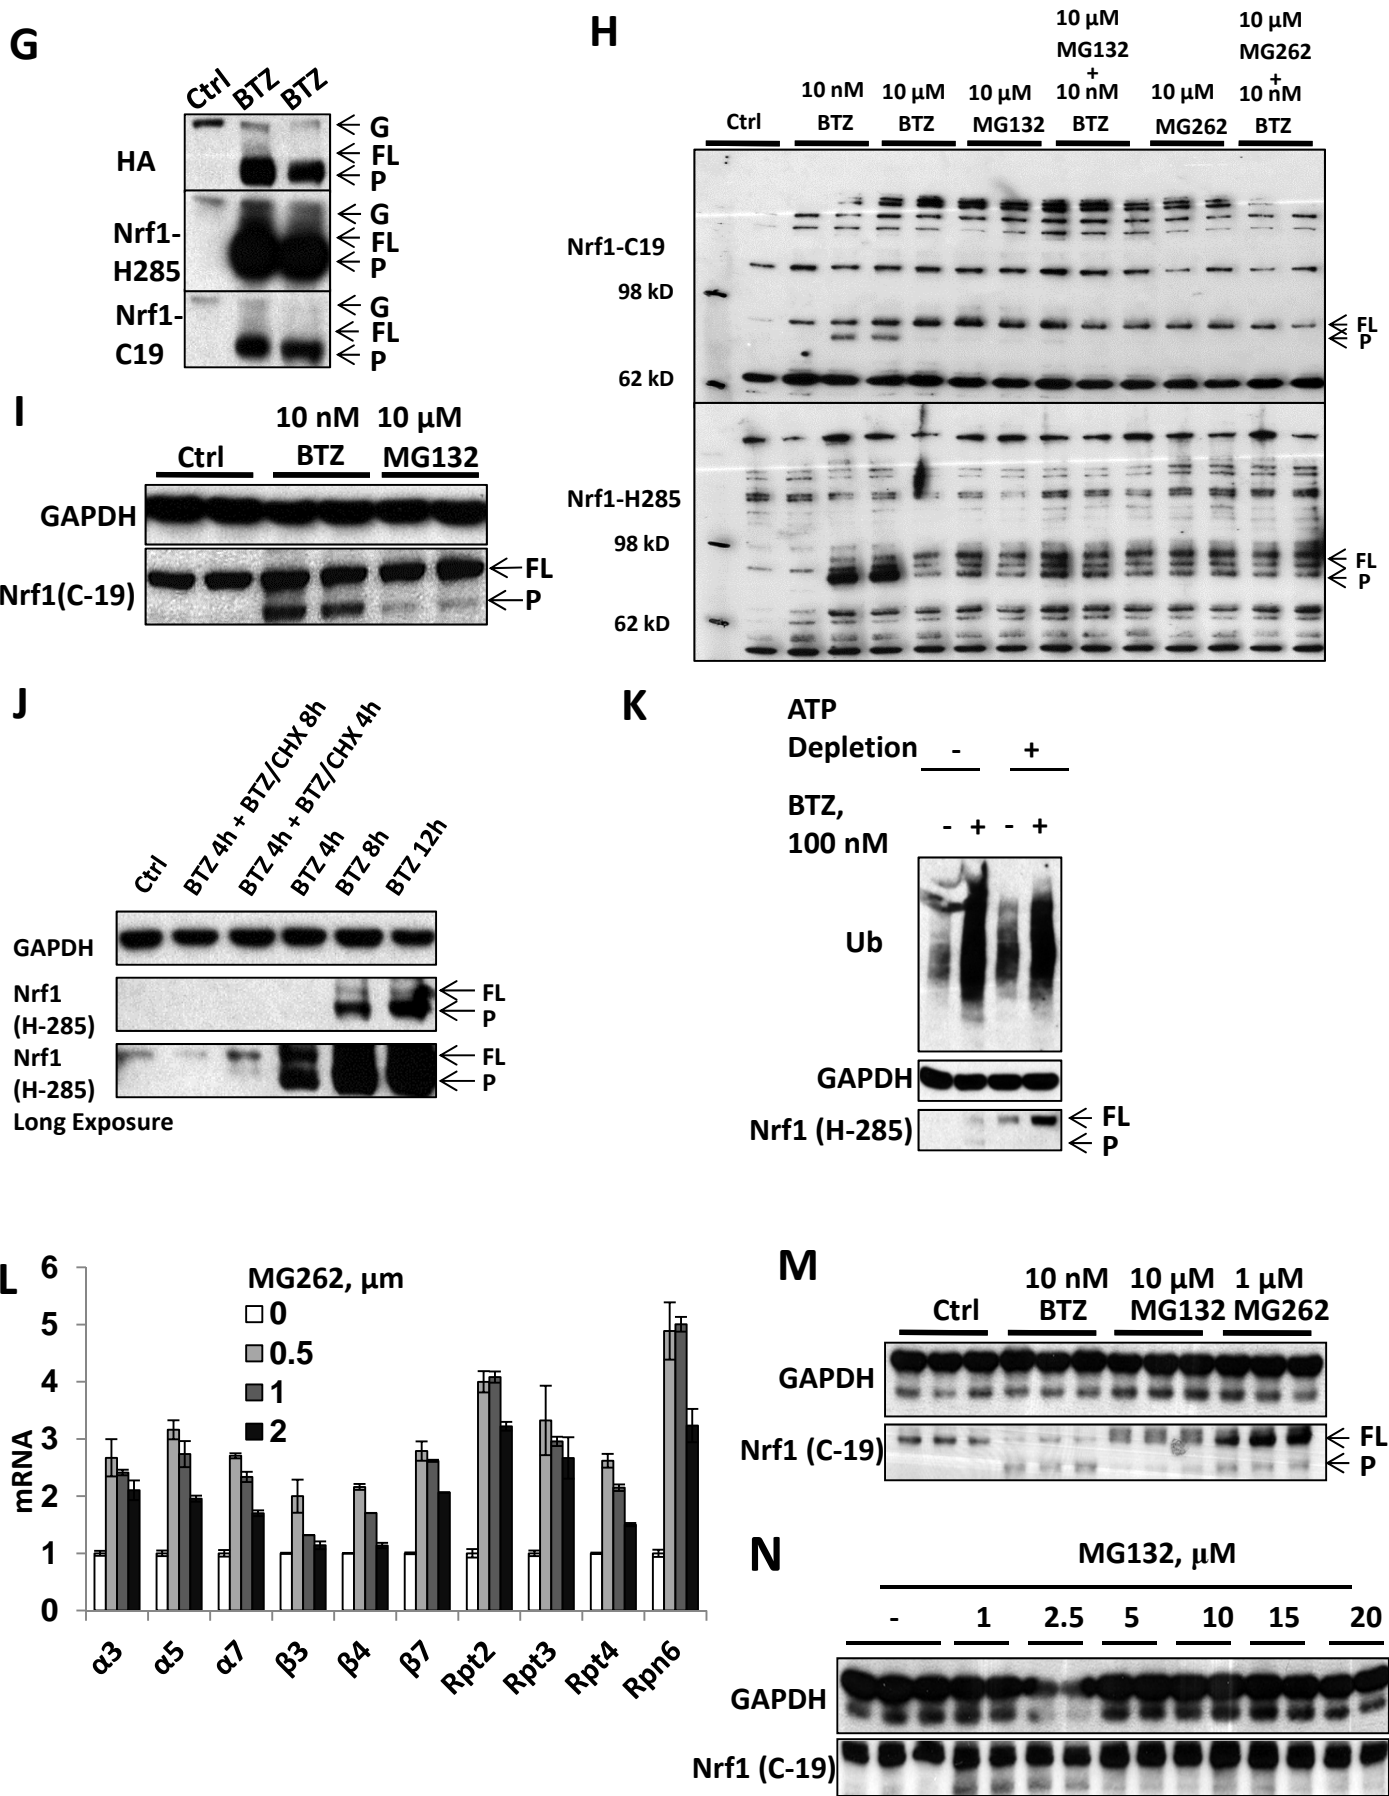 G
Ctrl BTZ BTZ
HA
G
FL
P
Nrf1-
H285
G
FL
P
Nrf1-
C19
G
FL
P
H
Ctrl
10 nM
BTZ
10 µM
BTZ
10 µM
MG132
10 µM
MG132
+
10 nM
BTZ
10 µM
MG262
10 µM
MG262
+
10 nM
BTZ
Nrf1-C19
98 kD
62 kD
FL
P
Nrf1-H285
98 kD
62 kD
FL
P
I
Ctrl
10 nM
BTZ
10 µM
MG132
GAPDH
Nrf1(C-19)
FL
P
J
Ctrl
BTZ 4h + BTZ/CHX 8h
BTZ 4h + BTZ/CHX 4h
BTZ 4h
BTZ 8h
BTZ 12h
GAPDH
Nrf1
(H-285)
FL
P
Nrf1
(H-285)
Long Exposure
FL
P
K
ATP
Depletion - +
BTZ,
100 nM - + - +
Ub
GAPDH
Nrf1 (H-285)
FL
P
L
MG262, µm
0
0.5
1
2
mRNA
6
5
4
3
2
1
0
α3 α5 α7 β3 β4 β7 Rpt2 Rpt3 Rpt4 Rpn6
M
Ctrl
10 nM
BTZ
10 µM
MG132
1 µM
MG262
GAPDH
Nrf1 (C-19)
FL
P
N
MG132, µM
- 1 2.5 5 10 15 20
GAPDH
Nrf1 (C-19)